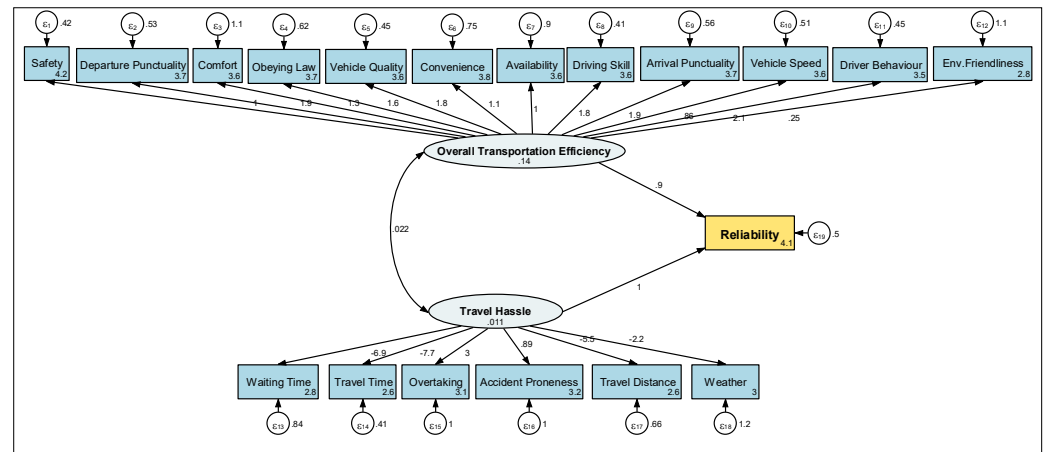 ε1 .42 ε2 .53 ε3 1.1 ε4 .62 ε5 .45 ε6 .75 ε7 .9 ε8 .41 ε9 .56 ε10 .51 ε11 .45 ε12 1.1
Safety 4.2 Departure Punctuality 3.7 Comfort 3.6 Obeying Law 3.7 Vehicle Quality 3.6 Convenience 3.8 Availability 3.6 Driving Skill 3.6 Arrival Punctuality 3.7 Vehicle Speed 3.6 Driver Behaviour 3.5 Env.Friendliness 2.8
1 1.9 1.3 1.6 1.8 1.1 1 1.8 1.9 .86 2.1 .25
Overall Transportation Efficiency
.14
.9
.022
Reliability 4.1 ε19 .5
1
Travel Hassle
.011
-6.9 -7.7 3 .89 -5.5 -2.2
Waiting Time 2.8 Travel Time 2.6 Overtaking 3.1 Accident Proneness 3.2 Travel Distance 2.6 Weather 3
ε13 .84 ε14 .41 ε15 1 ε16 1 ε17 .66 ε18 1.2